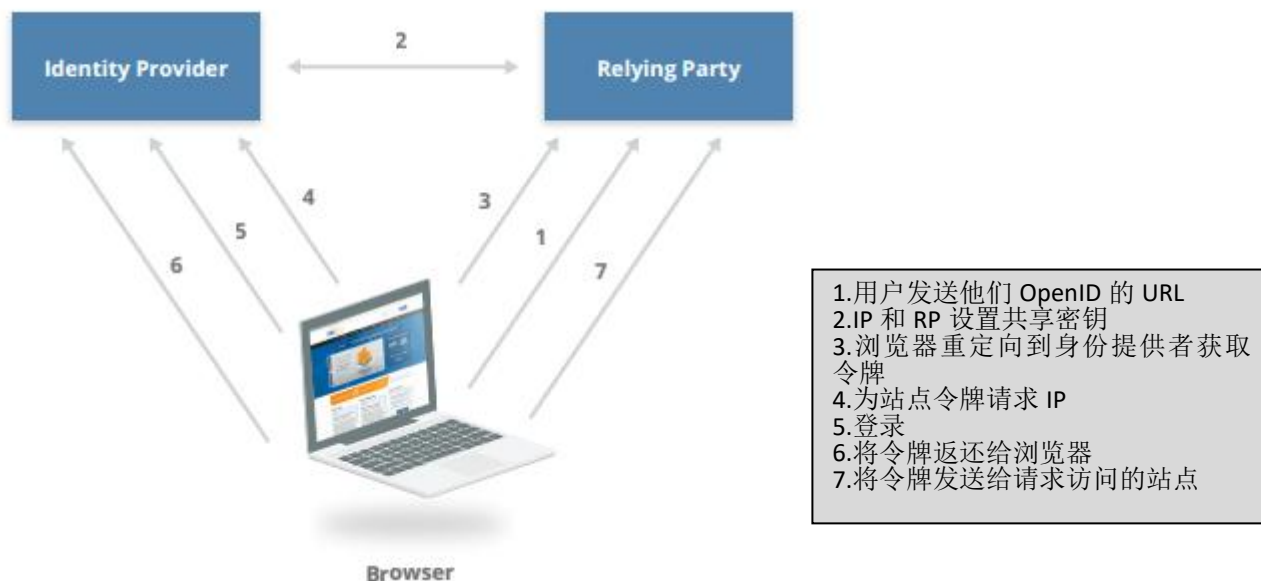 2
Identity Provider
Relying Party
4
3
5
1
6
7
1.用户发送他们 OpenID 的 URL
2.IP 和 RP 设置共享密钥
3.浏览器重定向到身份提供者获取
令牌
4.为站点令牌请求 IP
5.登录
6.将令牌返还给浏览器
7.将令牌发送给请求访问的站点
Browser